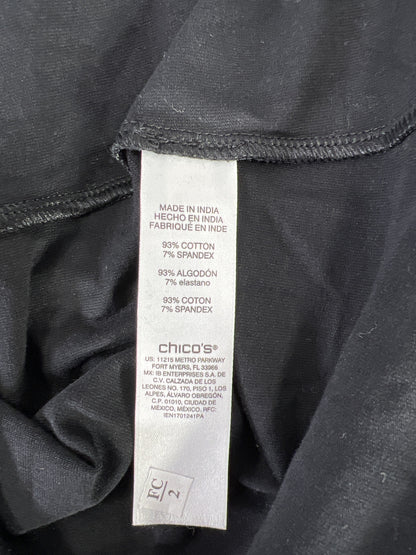 MADE IN INDIA
HECHO EN INDIA
FABRIQUÉ EN INDE
93% COTTON
7% SPANDEX
93% ALGODÓN
7% elastano
93% COTON
7% SPANDEX
chico's®
US: 11215 METRO PARKWAY
FORT MYERS, FL 33966
MX: IB ENTERPRISES S.A. DE
C.V. CALZADA DE LOS
LEONES NO. 170, PISO 1, LOS
ALPES, ÁLVARO OBREGÓN,
C.P. 01010, CIUDAD DE
MÉXICO, MÉXICO, RFC:
IEN1701241PA
FC
2